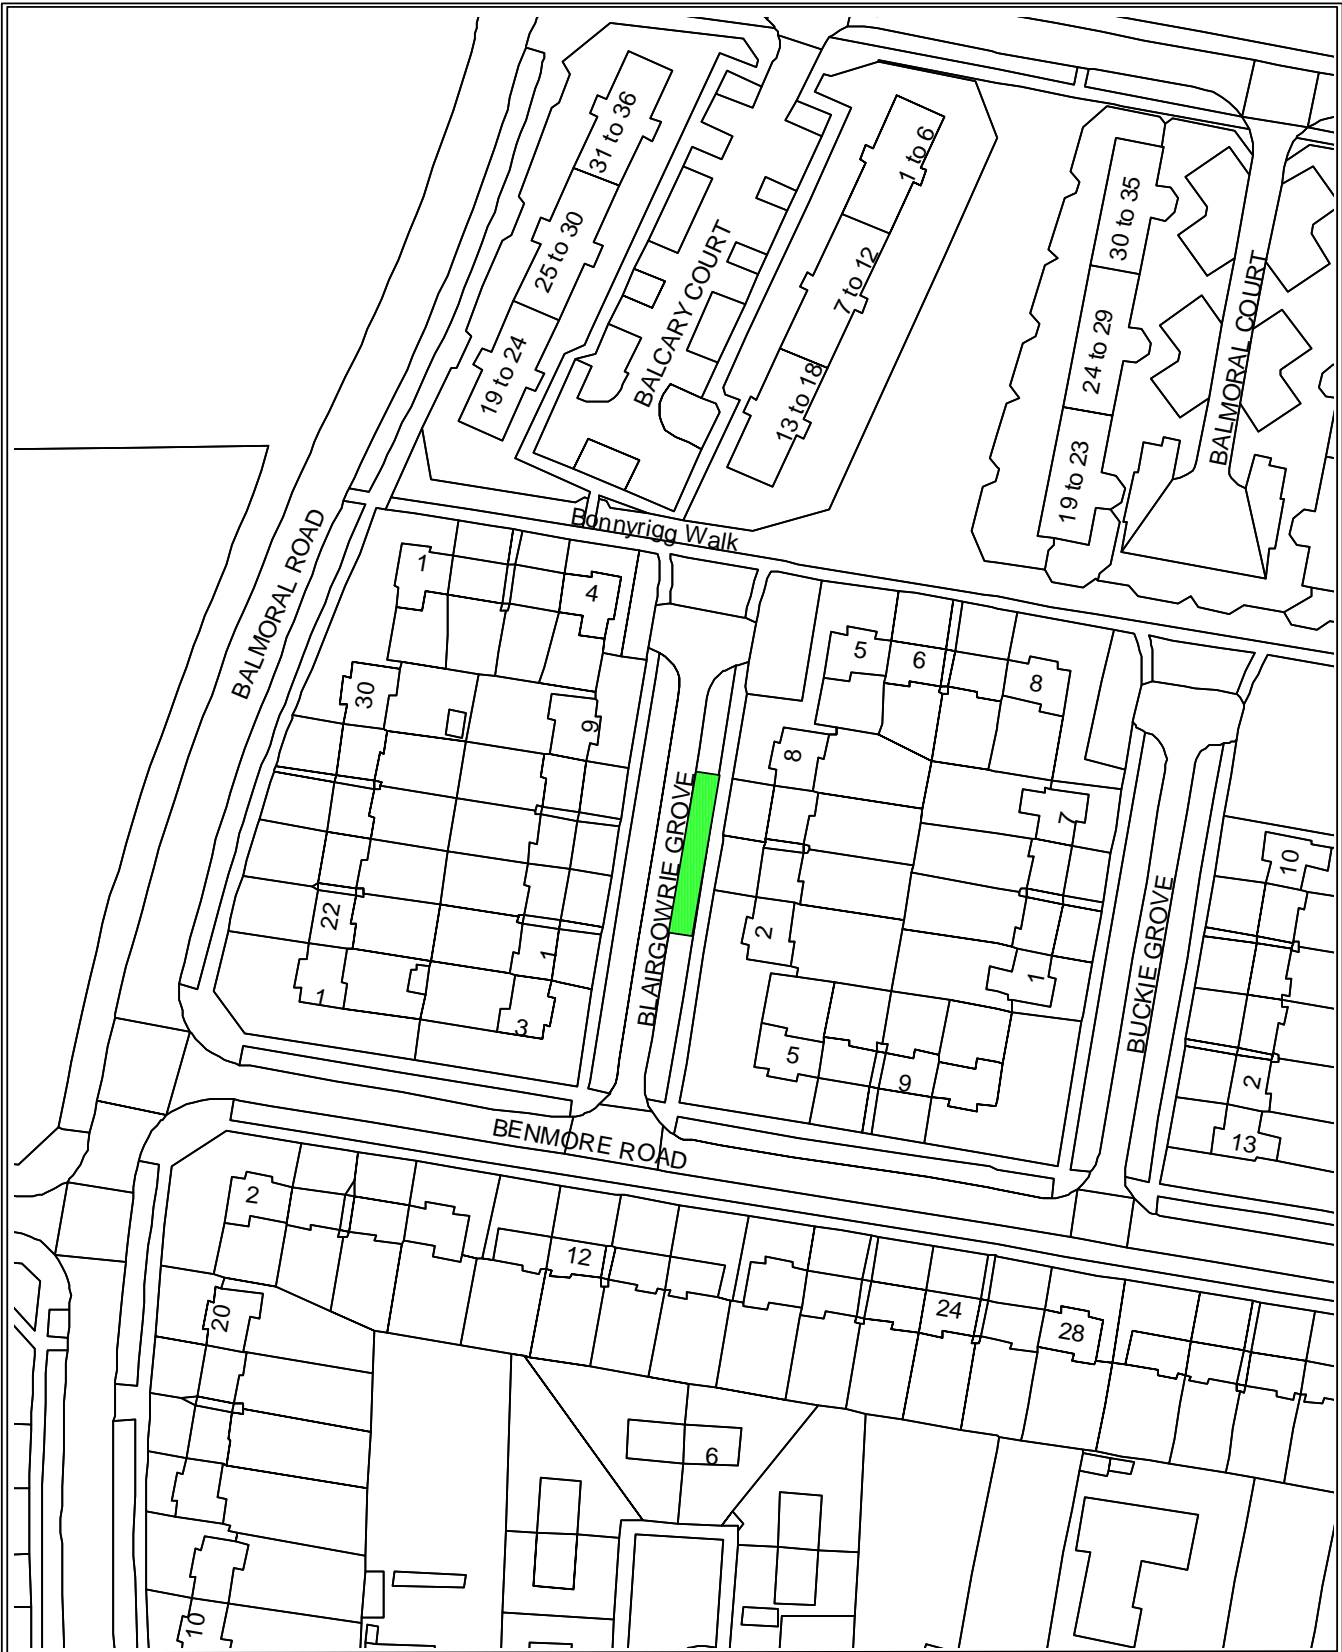 31 to 36
25 to 30
19 to 24
BALCARY COURT
1 to 6
7 to 12
13 to 18
30 to 35
24 to 29
19 to 23
BALMORAL COURT
Bonnyrigg Walk
BALMORAL ROAD
1
4
5
6
8
30
9
8
7
22
1
2
1
1
3
5
9
BLAIRGOWRIE GROVE
BUCKIE GROVE
10
2
13
BENMORE ROAD
2
12
24
28
20
6
10